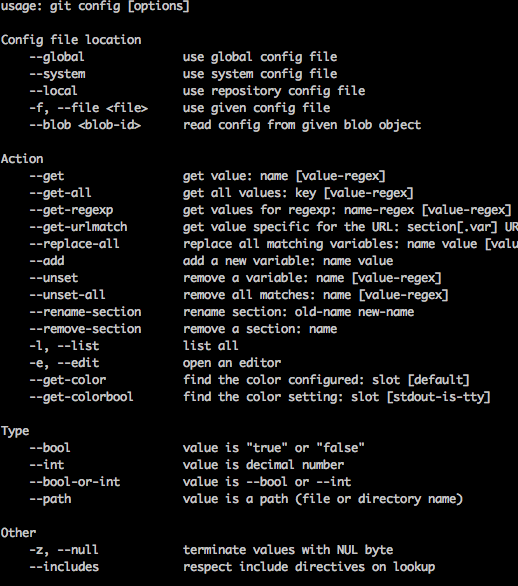 usage: git config [options]

Config file location
    --global              use global config file
    --system              use system config file
    --local               use repository config file
    -f, --file <file>     use given config file
    --blob <blob-id>      read config from given blob object

Action
    --get                 get value: name [value-regex]
    --get-all             get all values: key [value-regex]
    --get-regexp          get values for regexp: name-regex [value-regex]
    --get-urlmatch        get value specific for the URL: section[.var] UR
    --replace-all         replace all matching variables: name value [valu
    --add                 add a new variable: name value
    --unset               remove a variable: name [value-regex]
    --unset-all           remove all matches: name [value-regex]
    --rename-section      rename section: old-name new-name
    --remove-section      remove a section: name
    -l, --list            list all
    -e, --edit            open an editor
    --get-color           find the color configured: slot [default]
    --get-colorbool       find the color setting: slot [stdout-is-tty]

Type
    --bool                value is "true" or "false"
    --int                 value is decimal number
    --bool-or-int         value is --bool or --int
    --path                value is a path (file or directory name)

Other
    -z, --null            terminate values with NUL byte
    --includes            respect include directives on lookup